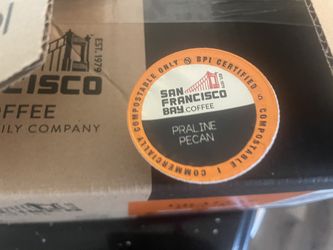 EST. 1979
CISCO
COFFEE
ILY COMPANY
COMMERCIALLY COMPOSTABLE ONLY
BPI CERTIFIED
COMPOSTABLE
SAN
FRANCISCO
BAY. COFFEE
PRALINE
PECAN